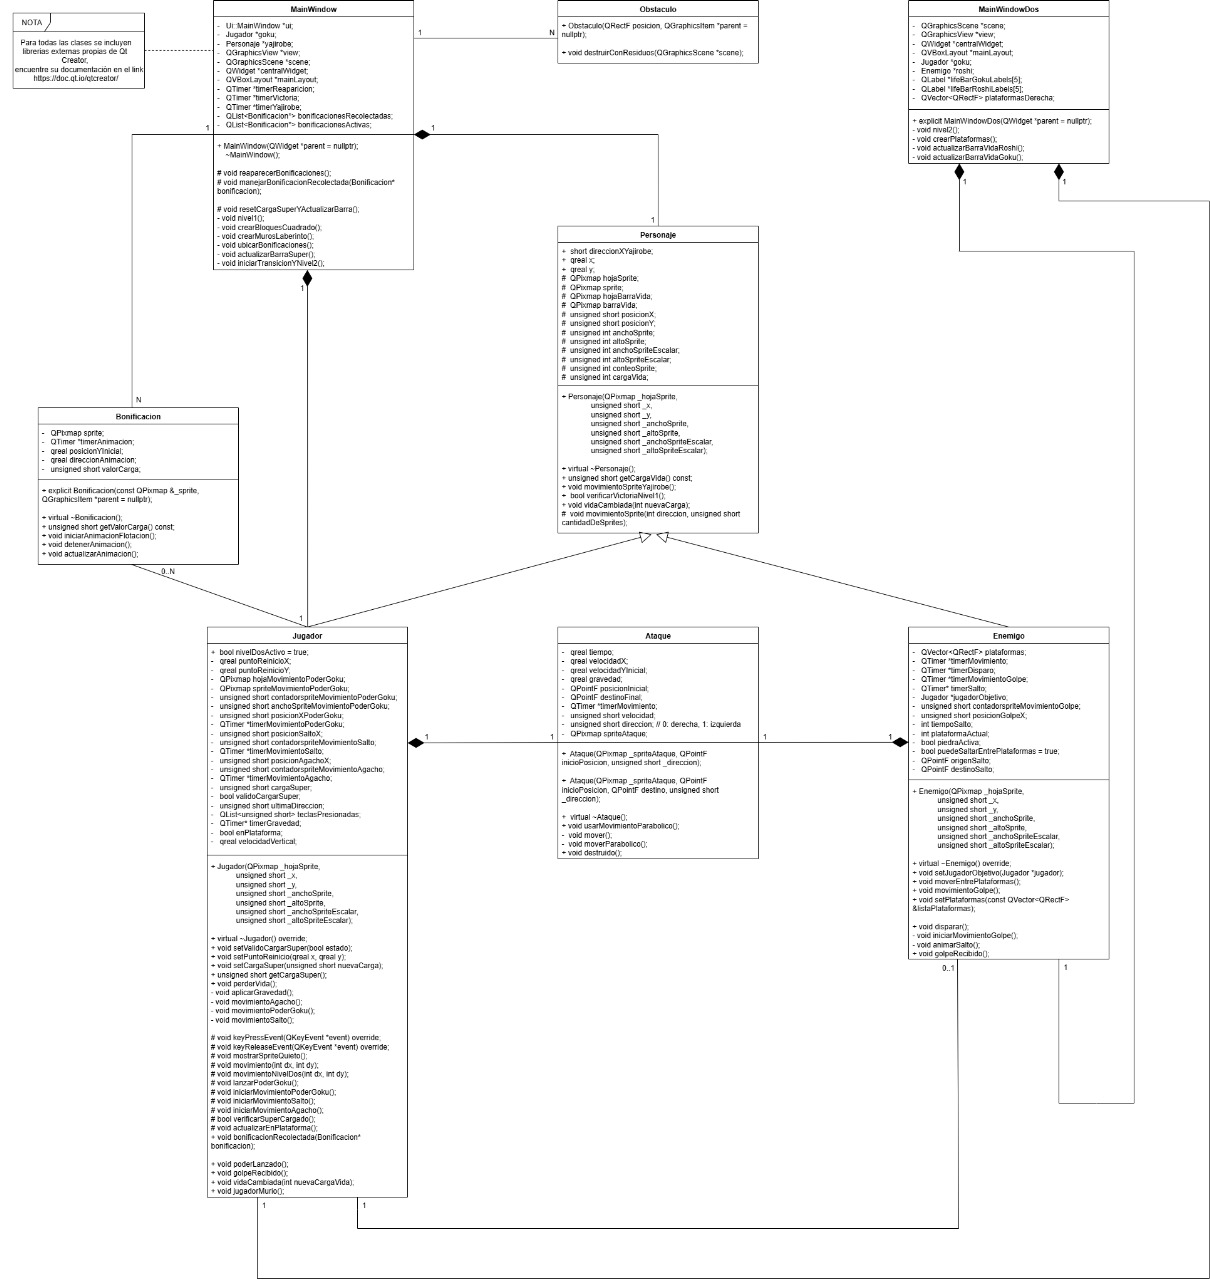 NOTA
Para todas las clases se incluyen
librerias externas propias de Qt
Creator,
encuentre su documentación en el link
https://doc.qt.io/qtcreator/
MainWindow
- Ui::MainWindow *ui;
- Jugador *goku;
- Personaje *yajirobe;
- QGraphicsView *view;
- QGraphicsScene *scene;
- QWidget *centralWidget;
- QVBoxLayout *mainLayout;
- QTimer *timerReaparicion;
- QTimer *timerVictoria;
- QTimer *timerYajirobe;
- QList<Bonificacion*> bonificacionesRecolectadas;
- QList<Bonificacion*> bonificacionesActivas;
+ MainWindow(QWidget *parent = nullptr);
~MainWindow();
# void reaparecerBonificaciones();
# void manejarBonificacionRecolectada(Bonificacion*
bonificacion);
# void resetCargaSuperYActualizarBarra();
- void nivel1();
- void crearBloquesCuadrado();
- void crearMurosLaberinto();
- void ubicarBonificaciones();
- void actualizarBarraSuper();
- void iniciarTransicionYNivel2();
1
N
Obstaculo
+ Obstaculo(QRectF posicion, QGraphicsItem *parent =
nullptr);
+ void destruirConResiduos(QGraphicsScene *scene);
MainWindowDos
- QGraphicsScene *scene;
- QGraphicsView *view;
- QWidget *centralWidget;
- QVBoxLayout *mainLayout;
- Jugador *goku;
- Enemigo *roshi;
- QLabel *lifeBarGokuLabels[5];
- QLabel *lifeBarRoshiLabels[5];
- QVector<QRectF> plataformasDerecha;
+ explicit MainWindowDos(QWidget *parent = nullptr);
- void nivel2();
- void crearPlataformas();
- void actualizarBarraVidaRoshi();
- void actualizarBarraVidaGoku();
1
1
1
1
1
1
Personaje
+ short direccionXYajirobe;
+ qreal x;
+ qreal y;
# QPixmap hojaSprite;
# QPixmap sprite;
# QPixmap hojaBarraVida;
# QPixmap barraVida;
# unsigned short posicionX;
# unsigned short posicionY;
# unsigned int anchoSprite;
# unsigned int altoSprite;
# unsigned int anchoSpriteEscalar;
# unsigned int altoSpriteEscalar;
# unsigned int conteoSprite;
# unsigned int cargaVida;
+ Personaje(QPixmap _hojaSprite,
unsigned short _x,
unsigned short _y,
unsigned short _anchoSprite,
unsigned short _altoSprite,
unsigned short _anchoSpriteEscalar,
unsigned short _altoSpriteEscalar);
+ virtual ~Personaje();
+ unsigned short getCargaVida() const;
+ void movimientoSpriteYajirobe();
+ bool verificarVictoriaNivel1();
+ void vidaCambiada(int nuevaCarga);
# void movimientoSprite(int direccion, unsigned short
cantidadDeSprites);
N
Bonificacion
- QPixmap sprite;
- QTimer *timerAnimacion;
- qreal posicionYInicial;
- qreal direccionAnimacion;
- unsigned short valorCarga;
+ explicit Bonificacion(const QPixmap &_sprite,
QGraphicsItem *parent = nullptr);
+ virtual ~Bonificacion();
+ unsigned short getValorCarga() const;
+ void iniciarAnimacionFlotacion();
+ void detenerAnimacion();
+ void actualizarAnimacion();
0..N
1
Jugador
+ bool nivelDosActivo = true;
- qreal puntoReinicioX;
- qreal puntoReinicioY;
- QPixmap hojaMovimientoPoderGoku;
- QPixmap spriteMovimientoPoderGoku;
- unsigned short contadorspriteMovimientoPoderGoku;
- unsigned short anchoSpriteMovimientoPoderGoku;
- unsigned short posicionXPoderGoku;
- QTimer *timerMovimientoPoderGoku;
- unsigned short posicionSaltoX;
- unsigned short contadorspriteMovimientoSalto;
- QTimer *timerMovimientoSalto;
- unsigned short posicionAgachoX;
- unsigned short contadorspriteMovimientoAgacho;
- QTimer *timerMovimientoAgacho;
- unsigned short cargaSuper;
- bool validoCargarSuper;
- unsigned short ultimaDireccion;
- QList<unsigned short> teclasPresionadas;
- QTimer* timerGravedad;
- bool enPlataforma;
- qreal velocidadVertical;
+ Jugador(QPixmap _hojaSprite,
unsigned short _x,
unsigned short _y,
unsigned short _anchoSprite,
unsigned short _altoSprite,
unsigned short _anchoSpriteEscalar,
unsigned short _altoSpriteEscalar);
+ virtual ~Jugador() override;
+ void setValidoCargarSuper(bool estado);
+ void setPuntoReinicio(qreal x, qreal y);
+ void setCargaSuper(unsigned short nuevaCarga);
+ unsigned short getCargaSuper();
+ void perderVida();
- void aplicarGravedad();
- void movimientoAgacho();
- void movimientoPoderGoku();
- void movimientoSalto();
# void keyPressEvent(QKeyEvent *event) override;
# void keyReleaseEvent(QKeyEvent *event) override;
# void mostrarSpriteQuieto();
# void movimiento(int dx, int dy);
# void movimientoNivelDos(int dx, int dy);
# void lanzarPoderGoku();
# void iniciarMovimientoPoderGoku();
# void iniciarMovimientoSalto();
# void iniciarMovimientoAgacho();
# bool verificarSuperCargado();
# void actualizarEnPlataforma();
+ void bonificacionRecolectada(Bonificacion*
bonificacion);
+ void poderLanzado();
+ void golpeRecibido();
+ void vidaCambiada(int nuevaCargaVida);
+ void jugadorMurio();
1
1
Ataque
- qreal tiempo;
- qreal velocidadX;
- qreal velocidadYInicial;
- qreal gravedad;
- QPointF posicionInicial;
- QPointF destinoFinal;
- QTimer *timerMovimiento;
- unsigned short velocidad;
- unsigned short direccion; // 0: derecha, 1: izquierda
- QPixmap spriteAtaque;
+ Ataque(QPixmap _spriteAtaque, QPointF
inicioPosicion, unsigned short _direccion);
+ Ataque(QPixmap _spriteAtaque, QPointF
inicioPosicion, QPointF destino, unsigned short
_direccion);
+ virtual ~Ataque();
+ void usarMovimientoParabolico();
- void mover();
- void moverParabolico();
+ void destruido();
1
1
Enemigo
- QVector<QRectF> plataformas;
- QTimer *timerMovimiento;
- QTimer *timerDisparo;
- QTimer *timerMovimientoGolpe;
- QTimer* timerSalto;
- Jugador *jugadorObjetivo;
- unsigned short contadorspriteMovimientoGolpe;
- unsigned short posicionGolpeX;
- int tiempoSalto;
- int plataformaActual;
- bool piedraActiva;
- bool puedeSaltarEntrePlataformas = true;
- QPointF origenSalto;
- QPointF destinoSalto;
+ Enemigo(QPixmap _hojaSprite,
unsigned short _x,
unsigned short _y,
unsigned short _anchoSprite,
unsigned short _altoSprite,
unsigned short _anchoSpriteEscalar,
unsigned short _altoSpriteEscalar);
+ virtual ~Enemigo() override;
+ void setJugadorObjetivo(Jugador *jugador);
+ void moverEntrePlataformas();
+ void movimientoGolpe();
+ void setPlataformas(const QVector<QRectF>
&listaPlataformas);
+ void disparar();
- void iniciarMovimientoGolpe();
- void animarSalto();
+ void golpeRecibido();
0..1
1
1
1